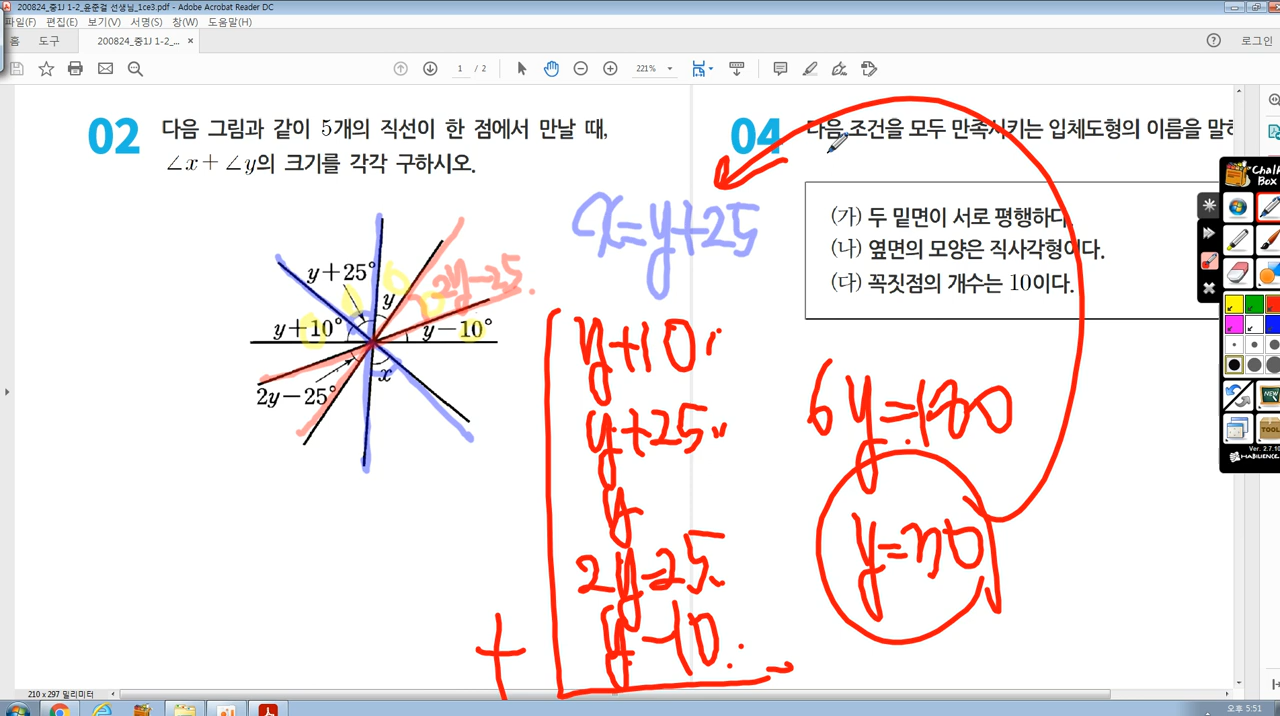 200824_중1J 1-2_윤준걸 선생님_1ce3.pdf - Adobe Acrobat Reader DC
파일(F) 편집(E) 보기(V) 서명(S) 창(W) 도움말(H)
홈 도구 200824_중1J 1-2_... × 로그인
1 / 2 221%
02 다음 그림과 같이 5개의 직선이 한 점에서 만날 때,
∠x+∠y의 크기를 각각 구하시오.
y+25°
y
y+10°
y-10°
2y-25°
x
2y-25
x=y+25
y+10
y+25
y
2y-25
y-10
+
6y=180
y=30
04 다음 조건을 모두 만족시키는 입체도형의 이름을 말하
(가) 두 밑면이 서로 평행하다.
(나) 옆면의 모양은 직사각형이다.
(다) 꼭짓점의 개수는 10이다.
Chalk
Box
NEW
TOOL
Ver. 2.7.10
HABILIENCE
210 x 297 밀리미터
오후 5:51